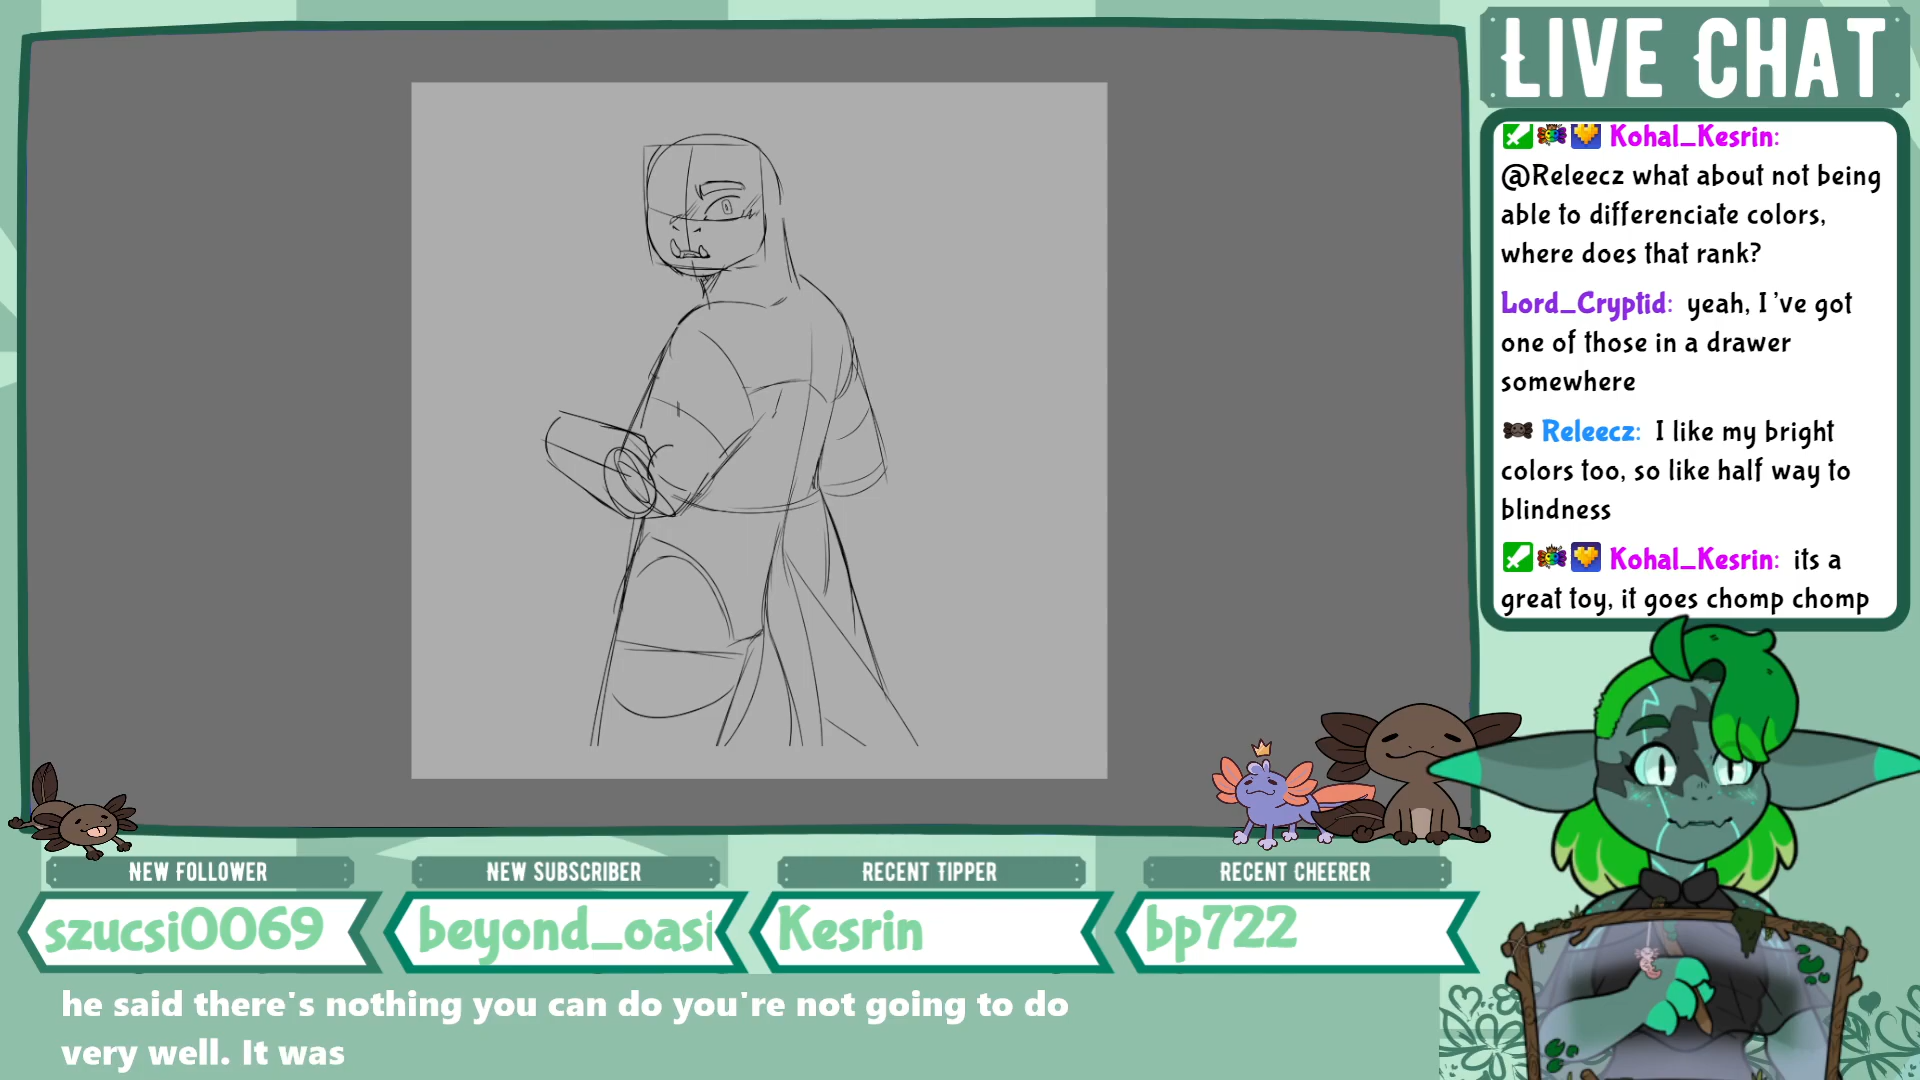 LIVE CHAT
Kohal_Kesrin:
@Releecz what about not being
able to differenciate colors,
where does that rank?
Lord_Cryptid: yeah, I've got
one of those in a drawer
somewhere
Releecz: I like my bright
colors too, so like half way to
blindness
Kohal_Kesrin: its a
great toy, it goes chomp chomp
NEW FOLLOWER
szucsi0069
NEW SUBSCRIBER
beyond_oasi
RECENT TIPPER
Kesrin
RECENT CHEERER
bp722
he said there's nothing you can do you're not going to do
very well. It was